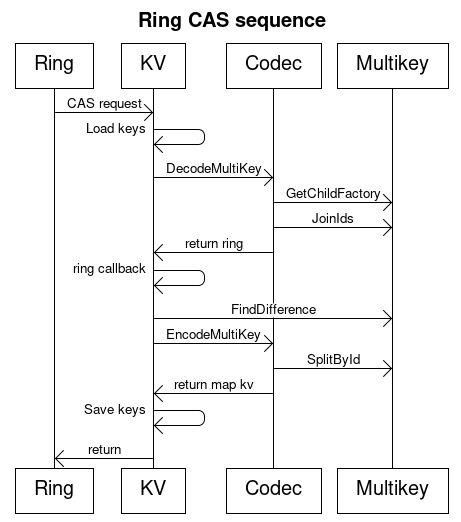 Ring CAS sequence
Ring KV Codec Multikey
CAS request
Load keys
DecodeMultiKey
GetChildFactory
JoinIds
return ring
ring callback
FindDifference
EncodeMultiKey
SplitById
return map kv
Save keys
return
Ring KV Codec Multikey